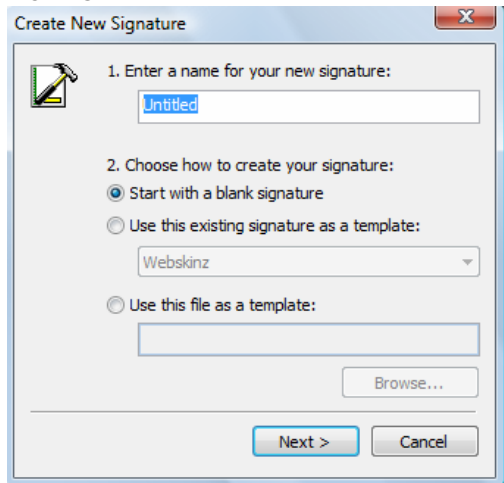 Create New Signature
1. Enter a name for your new signature:
Untitled
2. Choose how to create your signature:
Start with a blank signature
Use this existing signature as a template:
Webskinz
Use this file as a template:
Browse...
Next > Cancel